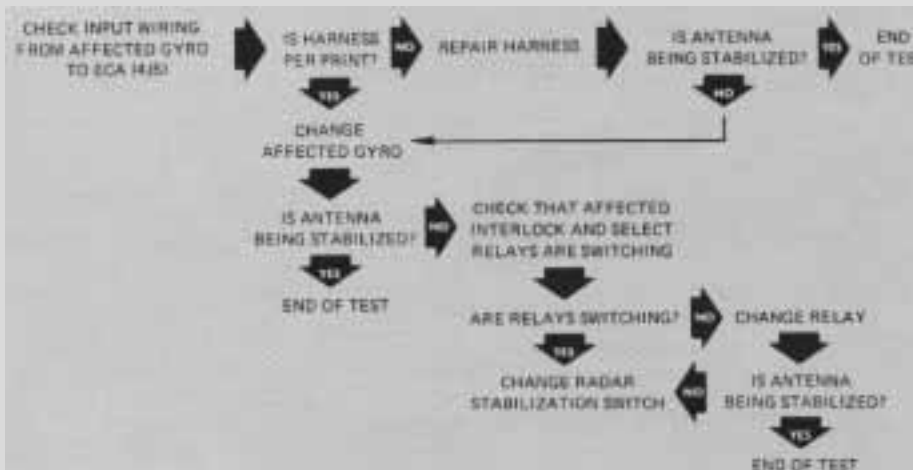 CHECK INPUT WIRING
FROM AFFECTED GYRO
TO
IS HARNESS
PER PRINT?
NO
REPAIR HARNESS
IS ANTENNA
BEING STABILIZED?
YES
END
OF TEST
YES
NO
CHANGE
AFFECTED GYRO
IS ANTENNA
BEING STABILIZED?
NO
CHECK THAT AFFECTED
INTERLOCK AND SELECT
RELAYS ARE SWITCHING
YES
END OF TEST
ARE RELAYS SWITCHING?
NO
CHANGE RELAY
YES
CHANGE RADAR
STABILIZATION SWITCH
NO
IS ANTENNA
BEING STABILIZED?
YES
END OF TEST